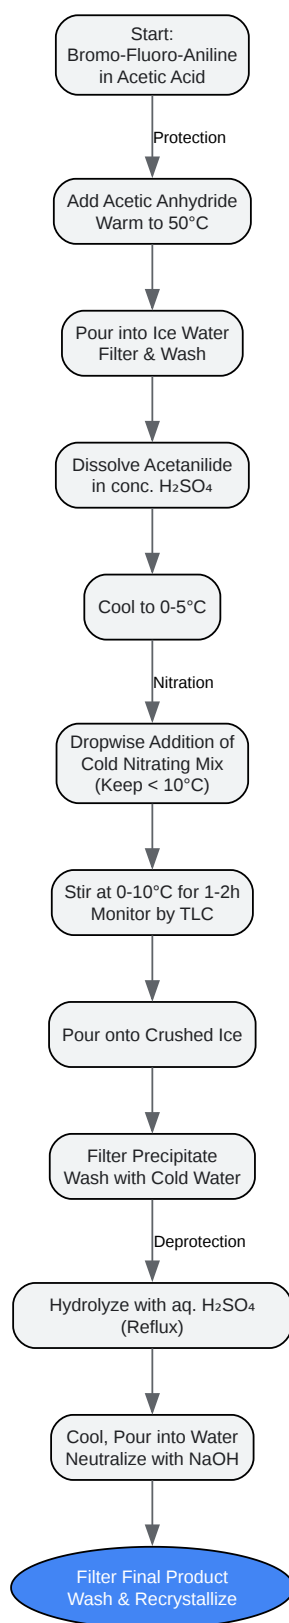 Start:
Bromo-Fluoro-Aniline
in Acetic Acid
Protection
Add Acetic Anhydride
Warm to 50°C
Pour into Ice Water
Filter & Wash
Dissolve Acetanilide
in conc. H₂SO₄
Cool to 0-5°C
Nitration
Dropwise Addition of
Cold Nitrating Mix
(Keep < 10°C)
Stir at 0-10°C for 1-2h
Monitor by TLC
Pour onto Crushed Ice
Filter Precipitate
Wash with Cold Water
Deprotection
Hydrolyze with aq. H₂SO₄
(Reflux)
Cool, Pour into Water
Neutralize with NaOH
Filter Final Product
Wash & Recrystallize